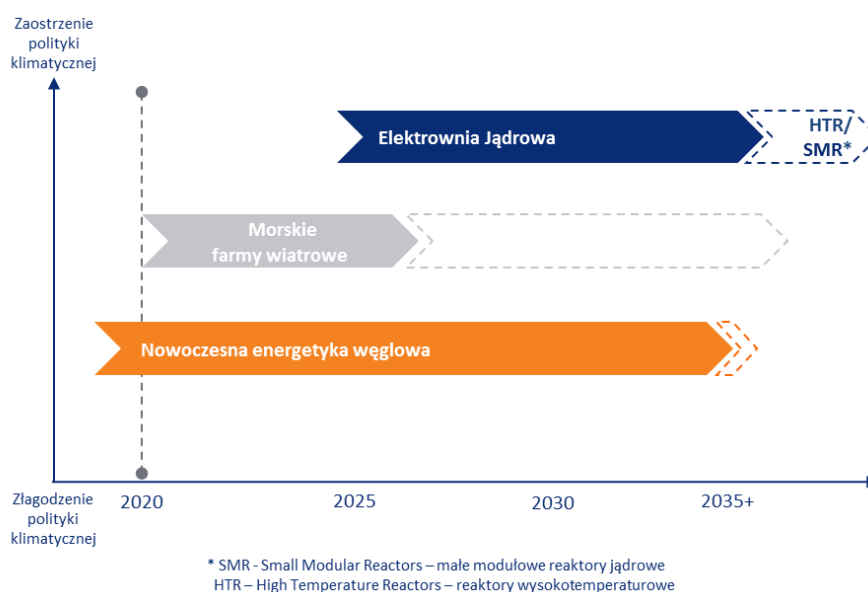 Zaostrzenie
polityki
klimatycznej
Elektrownia Jądrowa
HTR/
SMR*
Morskie
farmy wiatrowe
Nowoczesna energetyka węglowa
Złagodzenie
polityki
klimatycznej
2020
2025
2030
2035+
* SMR - Small Modular Reactors – małe modułowe reaktory jądrowe
HTR – High Temperature Reactors – reaktory wysokotemperaturowe